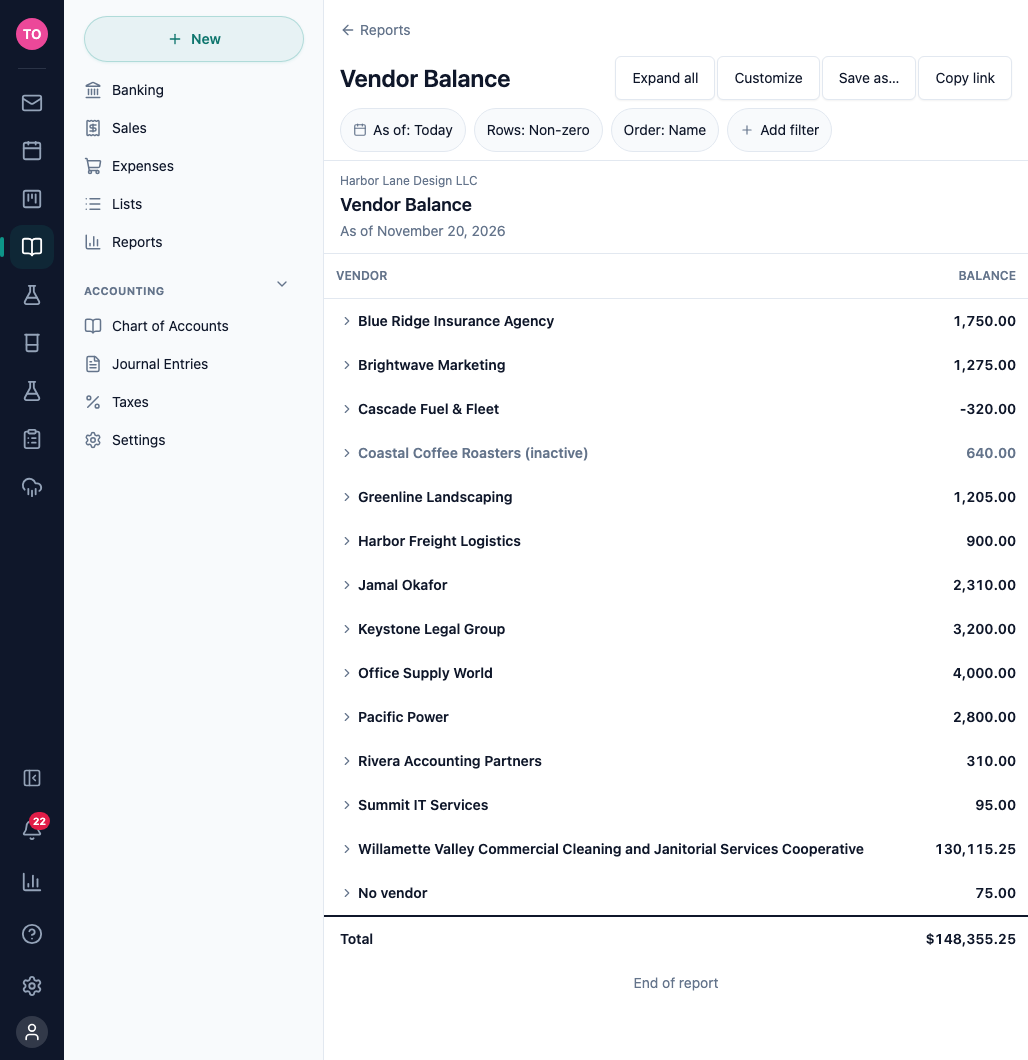 TO
New
Banking
Sales
Expenses
Lists
Reports
ACCOUNTING
Chart of Accounts
Journal Entries
Taxes
Settings
22
Reports
Vendor Balance
Expand all
Customize
Save as...
Copy link
As of: Today
Rows: Non-zero
Order: Name
Add filter
Harbor Lane Design LLC
Vendor Balance
As of November 20, 2026
VENDOR BALANCE
Blue Ridge Insurance Agency 1,750.00
Brightwave Marketing 1,275.00
Cascade Fuel & Fleet -320.00
Coastal Coffee Roasters (inactive) 640.00
Greenline Landscaping 1,205.00
Harbor Freight Logistics 900.00
Jamal Okafor 2,310.00
Keystone Legal Group 3,200.00
Office Supply World 4,000.00
Pacific Power 2,800.00
Rivera Accounting Partners 310.00
Summit IT Services 95.00
Willamette Valley Commercial Cleaning and Janitorial Services Cooperative 130,115.25
No vendor 75.00
Total $148,355.25
End of report